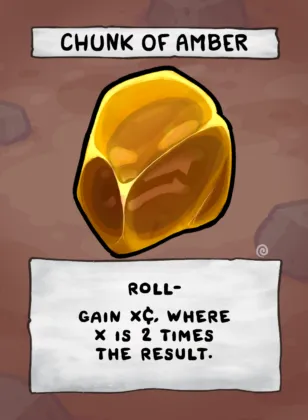 CHUNK OF AMBER
ROLL-
GAIN X¢, WHERE
X IS 2 TIMES
THE RESULT.